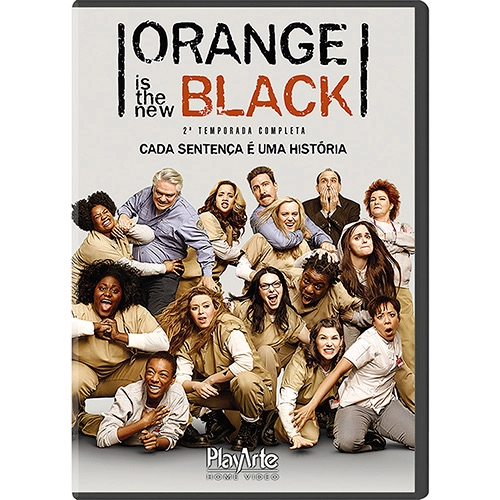 ORANGE
is the new BLACK
2ª TEMPORADA COMPLETA
CADA SENTENÇA É UMA HISTÓRIA
PlayArte
HOME VIDEO